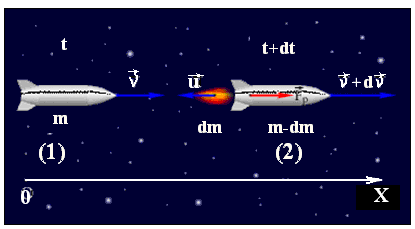 t
t+dt
v⃗
u⃗
F⃗p
v⃗+dv⃗
m
dm
m-dm
(1)
(2)
0
X